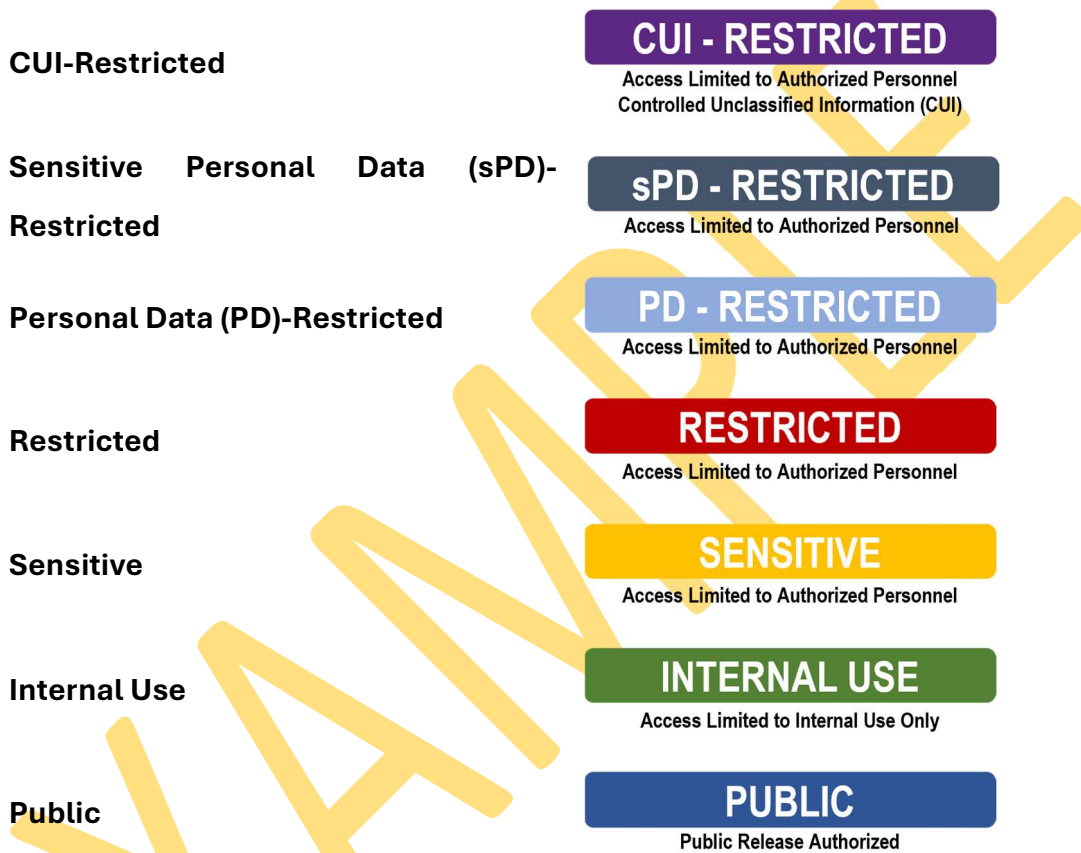 CUI-Restricted
CUI - RESTRICTED
Access Limited to Authorized Personnel
Controlled Unclassified Information (CUI)
Sensitive Personal Data (sPD)-
Restricted
sPD - RESTRICTED
Access Limited to Authorized Personnel
Personal Data (PD)-Restricted
PD - RESTRICTED
Access Limited to Authorized Personnel
Restricted
RESTRICTED
Access Limited to Authorized Personnel
Sensitive
SENSITIVE
Access Limited to Authorized Personnel
Internal Use
INTERNAL USE
Access Limited to Internal Use Only
Public
PUBLIC
Public Release Authorized